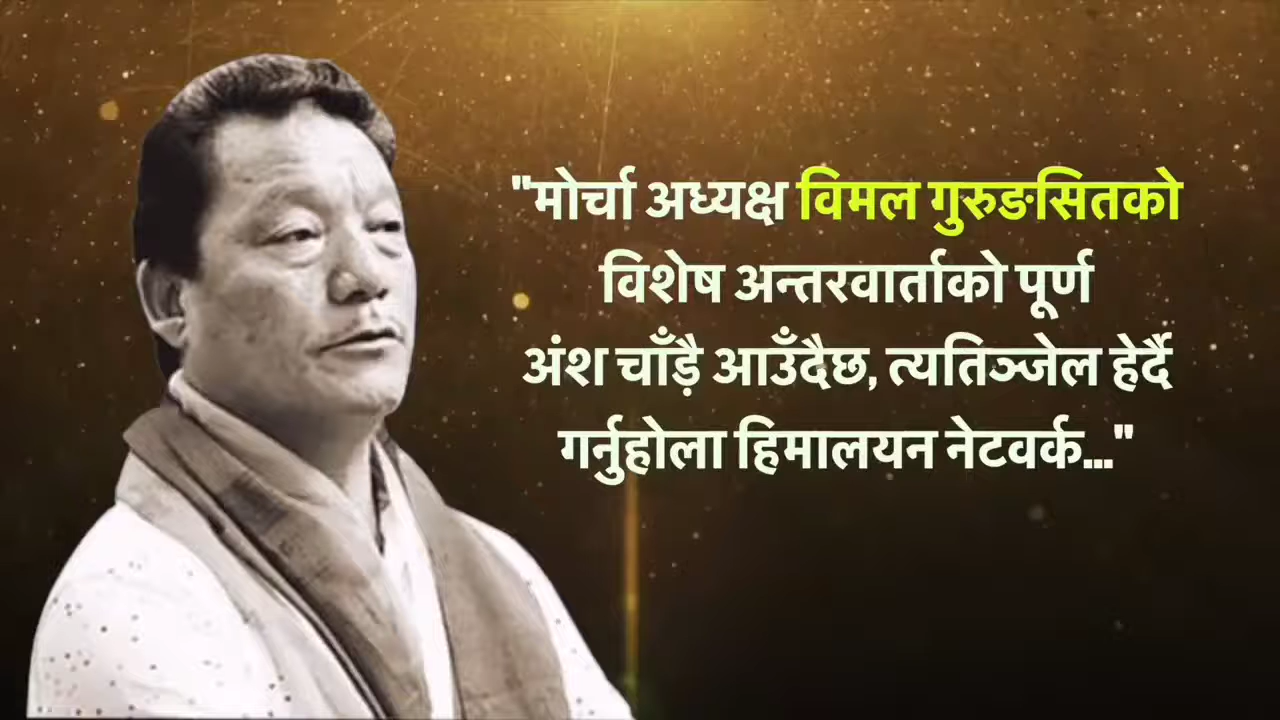 "मोर्चा अध्यक्ष विमल गुरुङसितको
विशेष अन्तरवार्ताको पूर्ण
अंश चाँड़ै आउँदैछ, त्यतिञ्जेल हेर्दै
गर्नुहोला हिमालयन नेटवर्क..."